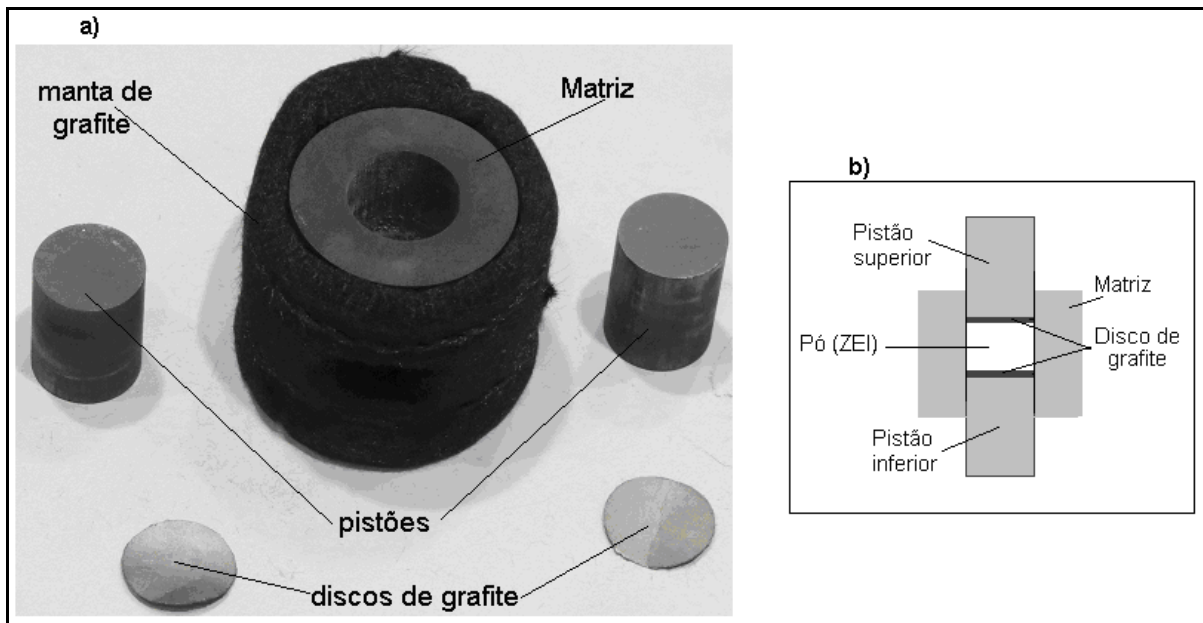 a)
manta de
grafite
Matriz
pistões
discos de grafite
b)
Pistão
superior
Matriz
Pó (ZEI)
Disco de
grafite
Pistão
inferior